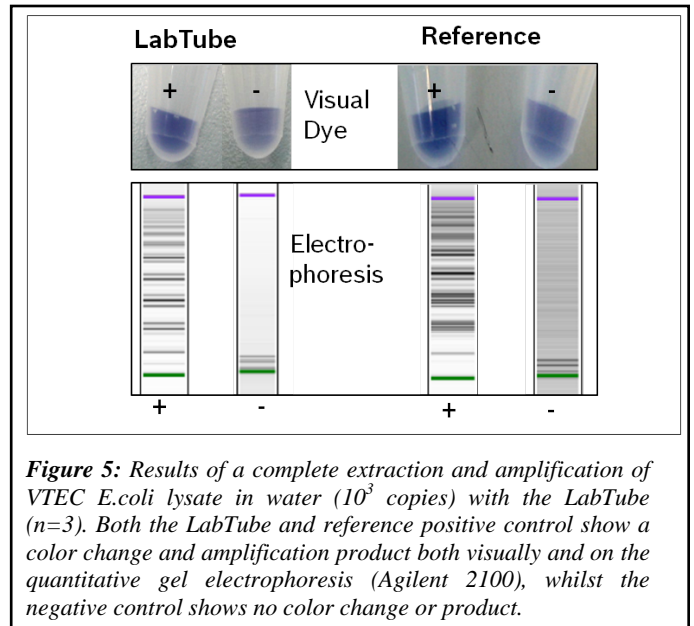 LabTube Reference
+ - Visual Dye + -
Electro-
phoresis
+ - + -
Figure 5: Results of a complete extraction and amplification of
VTEC E.coli lysate in water (10³ copies) with the LabTube
(n=3). Both the LabTube and reference positive control show a
color change and amplification product both visually and on the
quantitative gel electrophoresis (Agilent 2100), whilst the
negative control shows no color change or product.